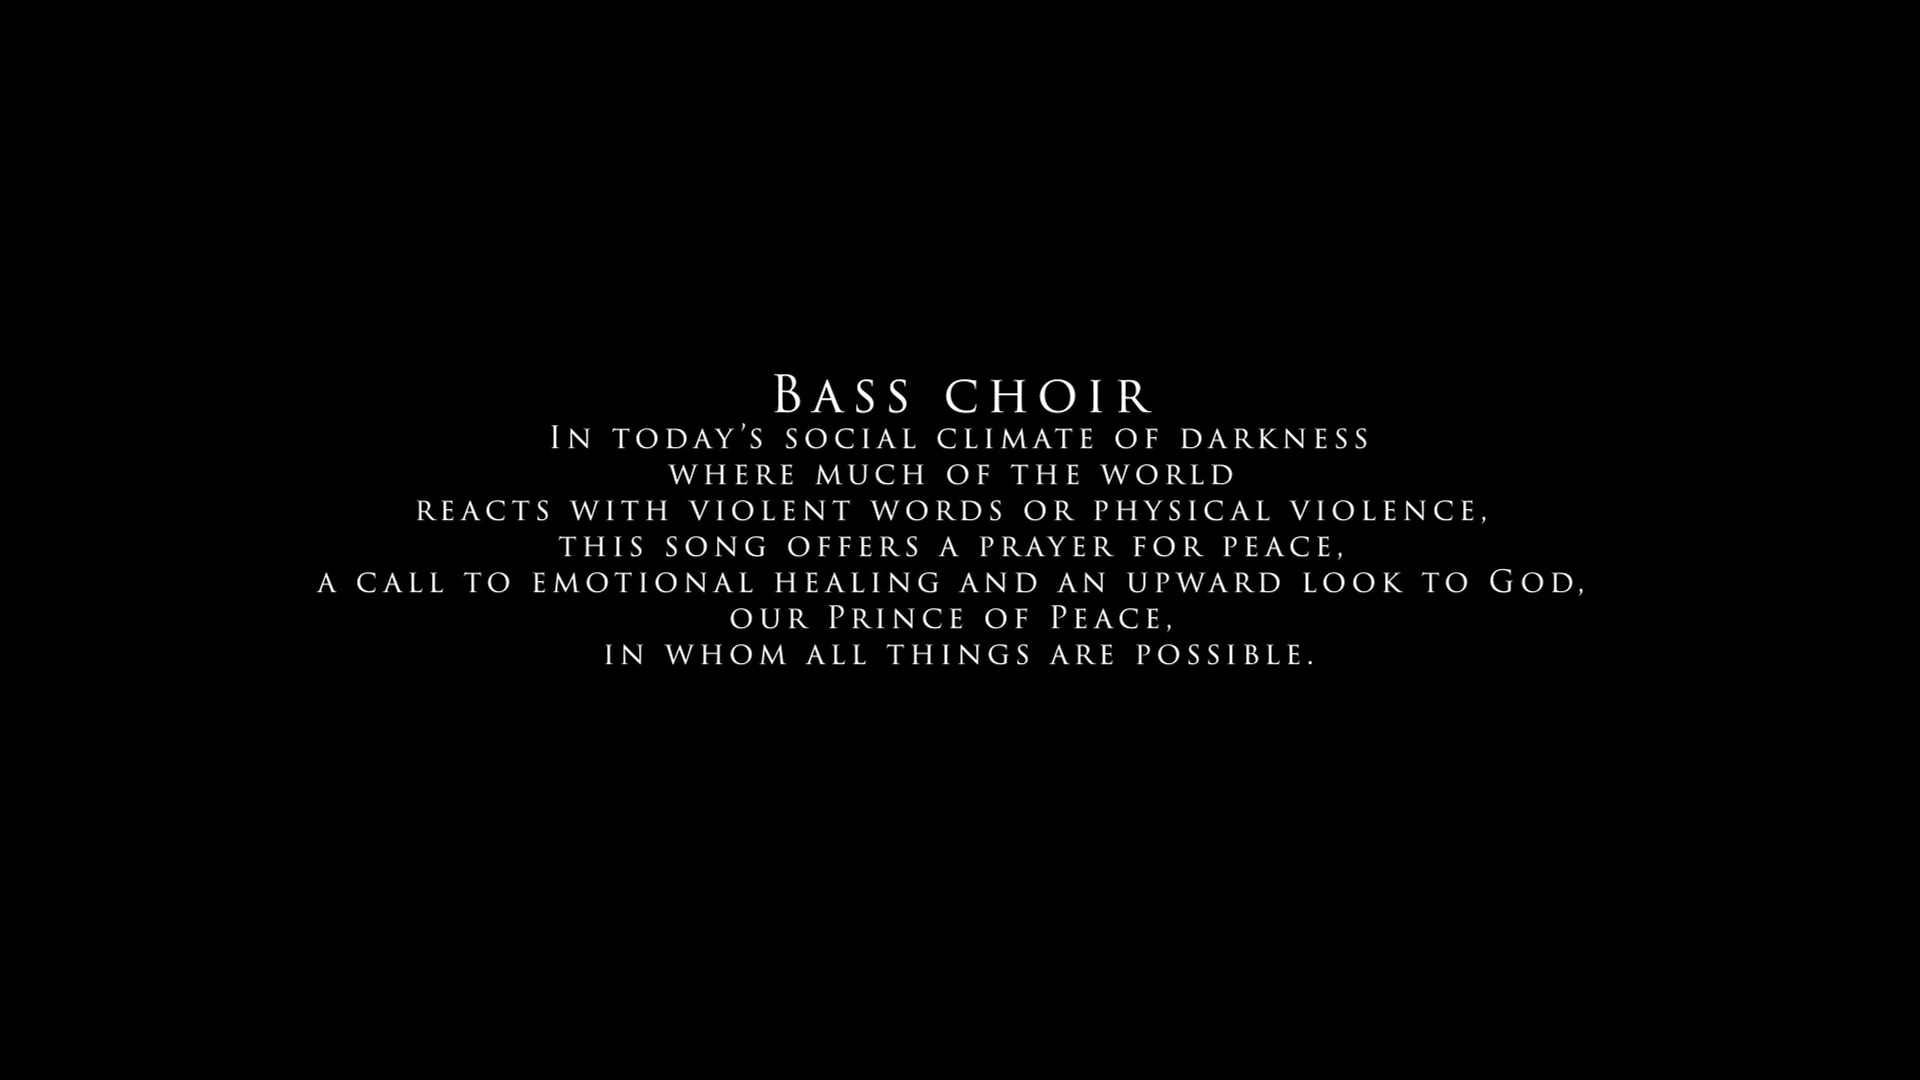 Bass choir
In today’s social climate of darkness
where much of the world
reacts with violent words or physical violence,
this song offers a prayer for peace,
a call to emotional healing and an upward look to God,
our Prince of Peace,
in whom all things are possible.